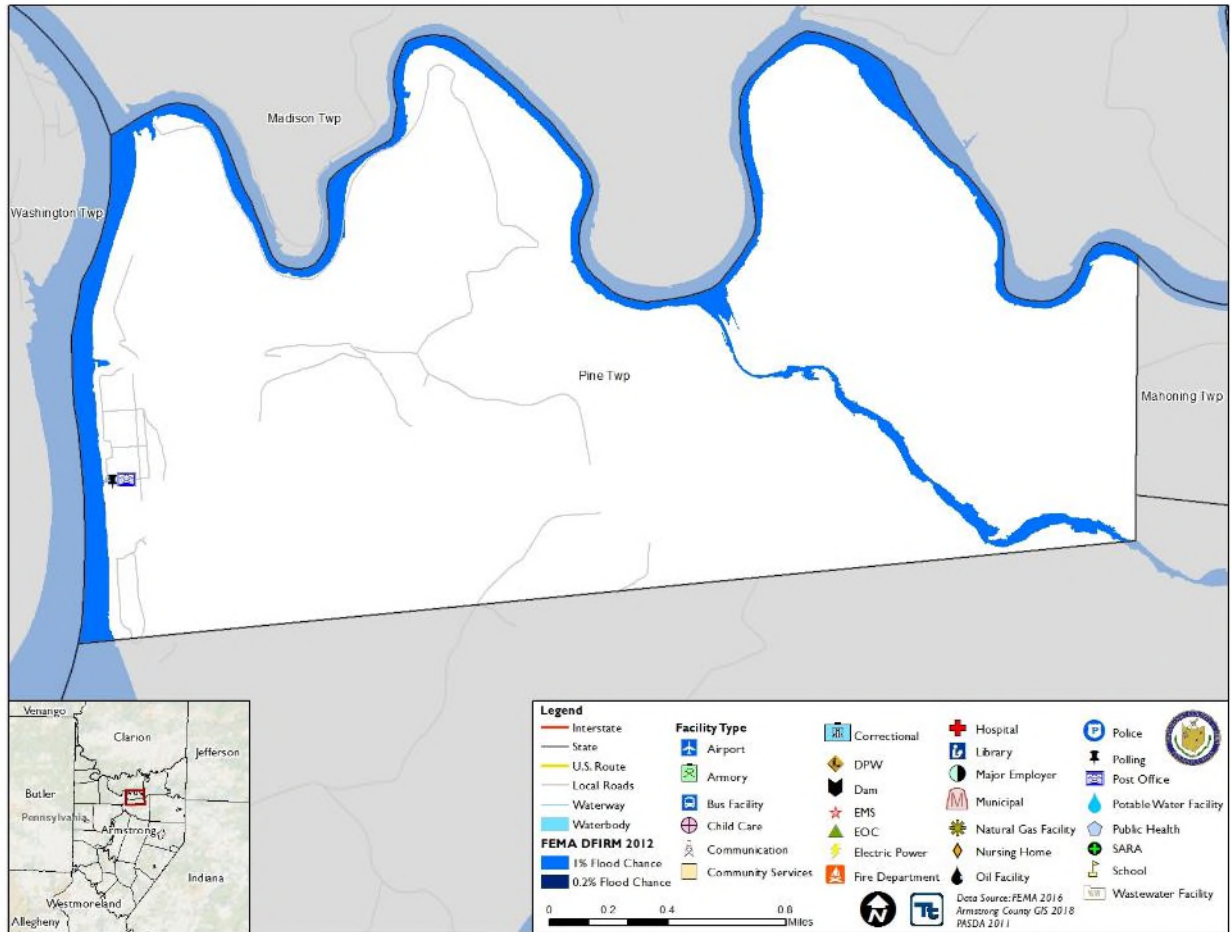 Madison Twp
Washington Twp
Pine Twp
Mahoning Twp
Venango
Clarion
Jefferson
Butler
Pennsylvania
Armstrong
Indiana
Westmoreland
Allegheny
Legend
Interstate
State
U.S. Route
Local Roads
Waterway
Waterbody
FEMA DFIRM 2012
1% Flood Chance
0.2% Flood Chance
Facility Type
Airport
Armory
Bus Facility
Child Care
Communication
Community Services
Correctional
DPW
Dam
EMS
EOC
Electric Power
Fire Department
Hospital
Library
Major Employer
Municipal
Natural Gas Facility
Nursing Home
Oil Facility
P
Police
Polling
Post Office
Potable Water Facility
Public Health
SARA
School
Wastewater Facility
0 0.2 0.4 0.8
Miles
N
Tt
Data Source: FEMA 2016
Armstrong County GIS 2018
PASDA 2011